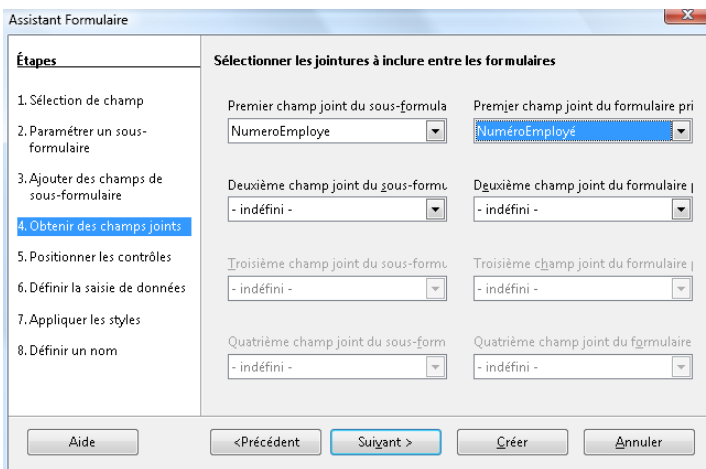 Assistant Formulaire
Étapes
1. Sélection de champ
2. Paramétrer un sous-
formulaire
3. Ajouter des champs de
sous-formulaire
4. Obtenir des champs joints
5. Positionner les contrôles
6. Définir la saisie de données
7. Appliquer les styles
8. Définir un nom
Sélectionner les jointures à inclure entre les formulaires
Premier champ joint du sous-formula
Premier champ joint du formulaire pri
NumeroEmploye
NuméroEmployé
Deuxième champ joint du sous-formu
Deuxième champ joint du formulaire p
- indéfini -
- indéfini -
Troisième champ joint du sous-formu
Troisième champ joint du formulaire p
- indéfini -
- indéfini -
Quatrième champ joint du sous-form
Quatrième champ joint du formulaire
- indéfini -
- indéfini -
Aide
<Précédent
Suivant >
Créer
Annuler